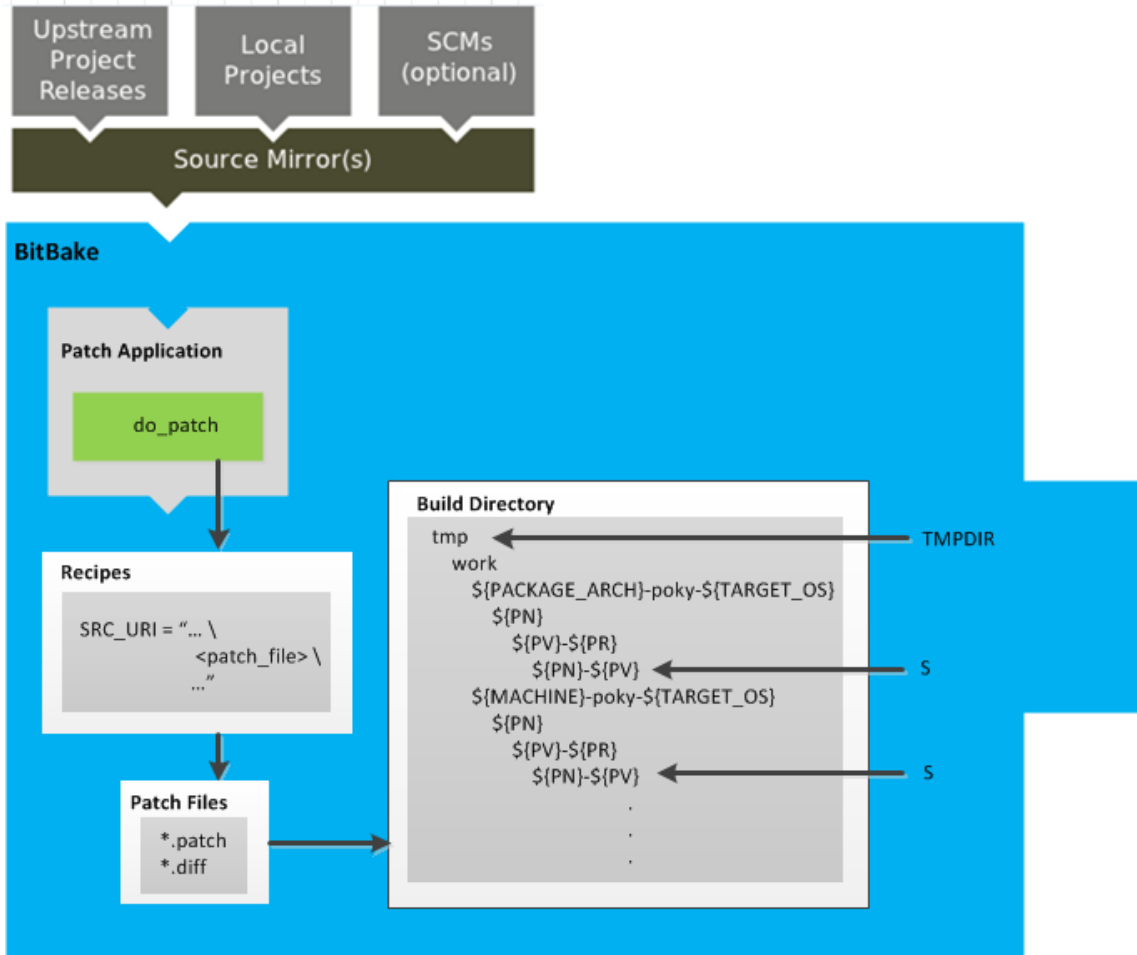 Upstream
Project
Releases
Local
Projects
SCMs
(optional)
Source Mirror(s)
BitBake
Patch Application
do_patch
Recipes
SRC_URI = “... \
<patch_file> \
...”
Patch Files
*.patch
*.diff
Build Directory
tmp
TMPDIR
work
${PACKAGE_ARCH}-poky-${TARGET_OS}
${PN}
${PV}-${PR}
${PN}-${PV}
S
${MACHINE}-poky-${TARGET_OS}
${PN}
${PV}-${PR}
${PN}-${PV}
S
.
.
.